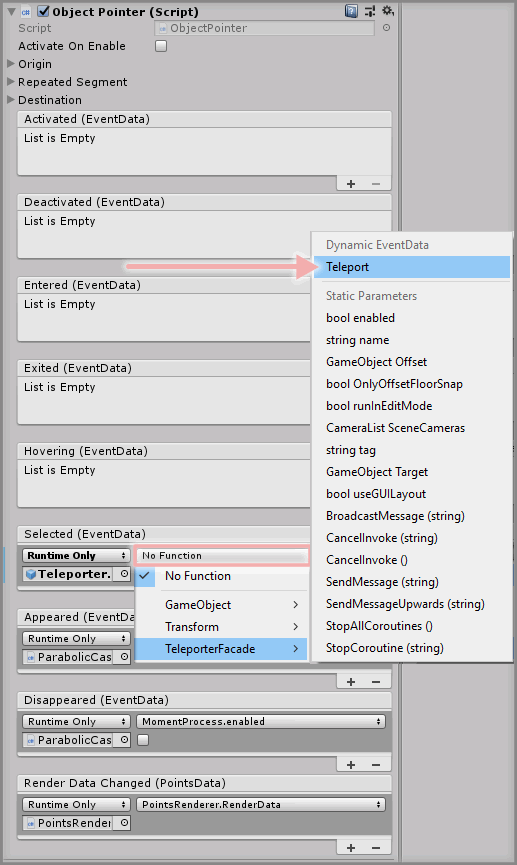 Object Pointer (Script)
Script
ObjectPointer
Activate On Enable
Origin
Repeated Segment
Destination
Activated (EventData)
List is Empty
Deactivated (EventData)
List is Empty
Entered (EventData)
List is Empty
Exited (EventData)
List is Empty
Hovering (EventData)
List is Empty
Selected (EventData)
Runtime Only
No Function
Teleporter.
No Function
GameObject
Transform
TeleporterFacade
Dynamic EventData
Teleport
Static Parameters
bool enabled
string name
GameObject Offset
bool OnlyOffsetFloorSnap
bool runInEditMode
CameraList SceneCameras
string tag
GameObject Target
bool useGUILayout
BroadcastMessage (string)
CancelInvoke (string)
CancelInvoke ()
SendMessage (string)
SendMessageUpwards (string)
StopAllCoroutines ()
StopCoroutine (string)
Appeared (EventDa
Runtime Only
ParabolicCas
Disappeared (EventData)
Runtime Only
MomentProcess.enabled
ParabolicCas
Render Data Changed (PointsData)
Runtime Only
PointsRenderer.RenderData
PointsRender